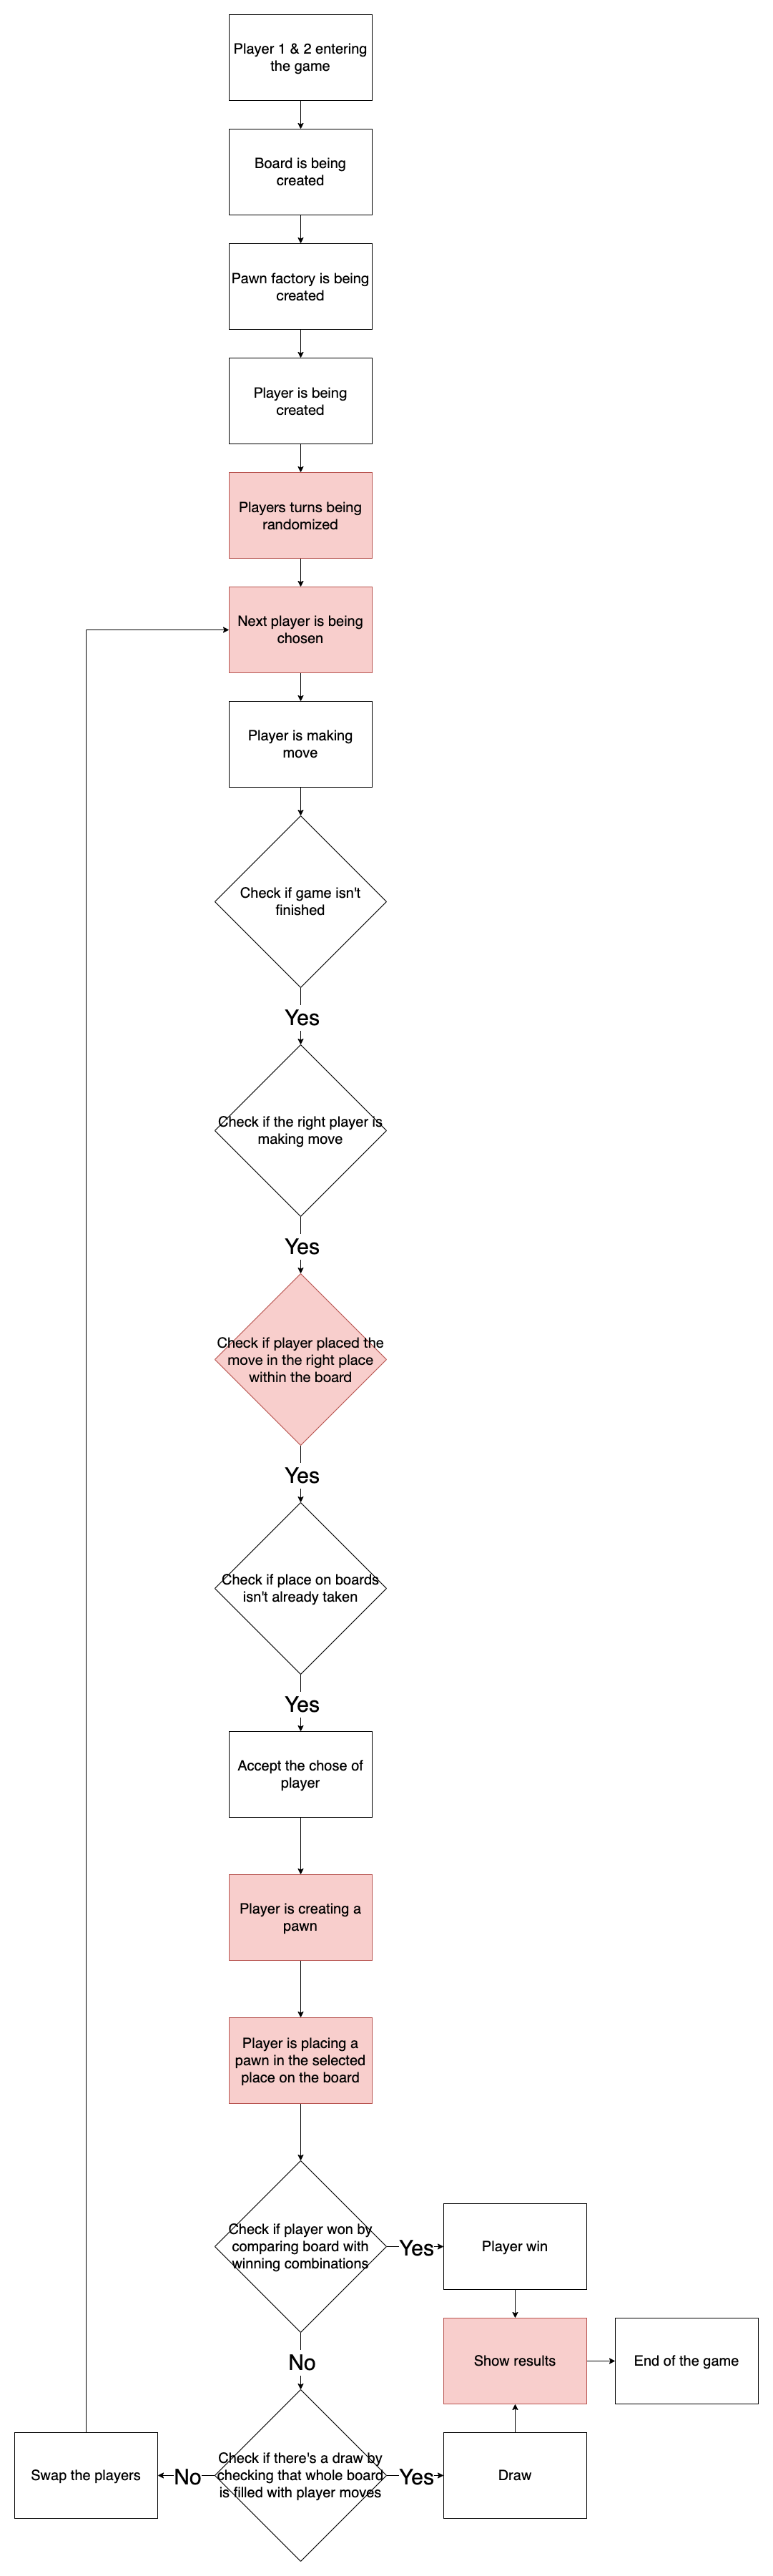 Player 1 & 2 entering
the game
Board is being
created
Pawn factory is being
created
Player is being
created
Players turns being
randomized
Next player is being
chosen
Player is making
move
Check if game isn't
finished
Yes
Check if the right player is
making move
Yes
Check if player placed the
move in the right place
within the board
Yes
Check if place on boards
isn't already taken
Yes
Accept the chose of
player
Player is creating a
pawn
Player is placing a
pawn in the selected
place on the board
Check if player won by
comparing board with
winning combinations
Yes
Player win
No
Show results
End of the game
Swap the players
No
Check if there's a draw by
checking that whole board
is filled with player moves
Yes
Draw